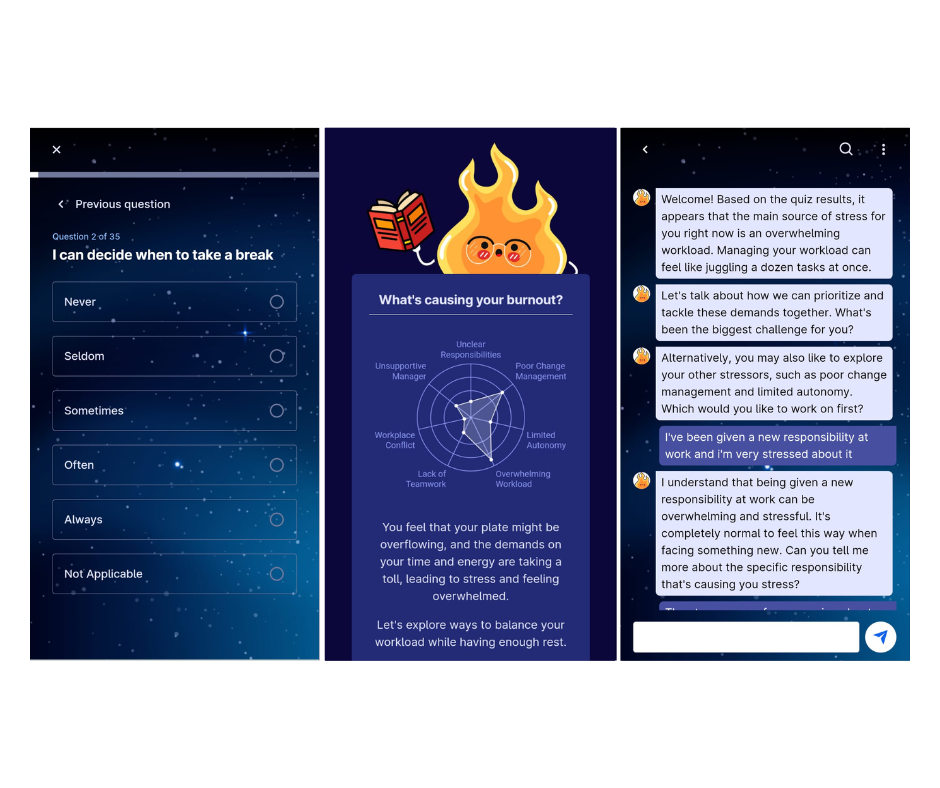 Previous question
Question 2 of 35
I can decide when to take a break
Never
Seldom
Sometimes
Often
Always
Not Applicable
What's causing your burnout?
Unclear
Responsibilities
Unsupportive
Manager
Poor Change
Management
Workplace
Conflict
Limited
Autonomy
Lack of
Teamwork
Overwhelming
Workload
You feel that your plate might be
overflowing, and the demands on
your time and energy are taking a
toll, leading to stress and feeling
overwhelmed.
Let's explore ways to balance your
workload while having enough rest.
Welcome! Based on the quiz results, it
appears that the main source of stress for
you right now is an overwhelming
workload. Managing your workload can
feel like juggling a dozen tasks at once.
Let's talk about how we can prioritize and
tackle these demands together. What's
been the biggest challenge for you?
Alternatively, you may also like to explore
your other stressors, such as poor change
management and limited autonomy.
Which would you like to work on first?
I've been given a new responsibility at
work and i'm very stressed about it
I understand that being given a new
responsibility at work can be
overwhelming and stressful. It's
completely normal to feel this way when
facing something new. Can you tell me
more about the specific responsibility
that's causing you stress?